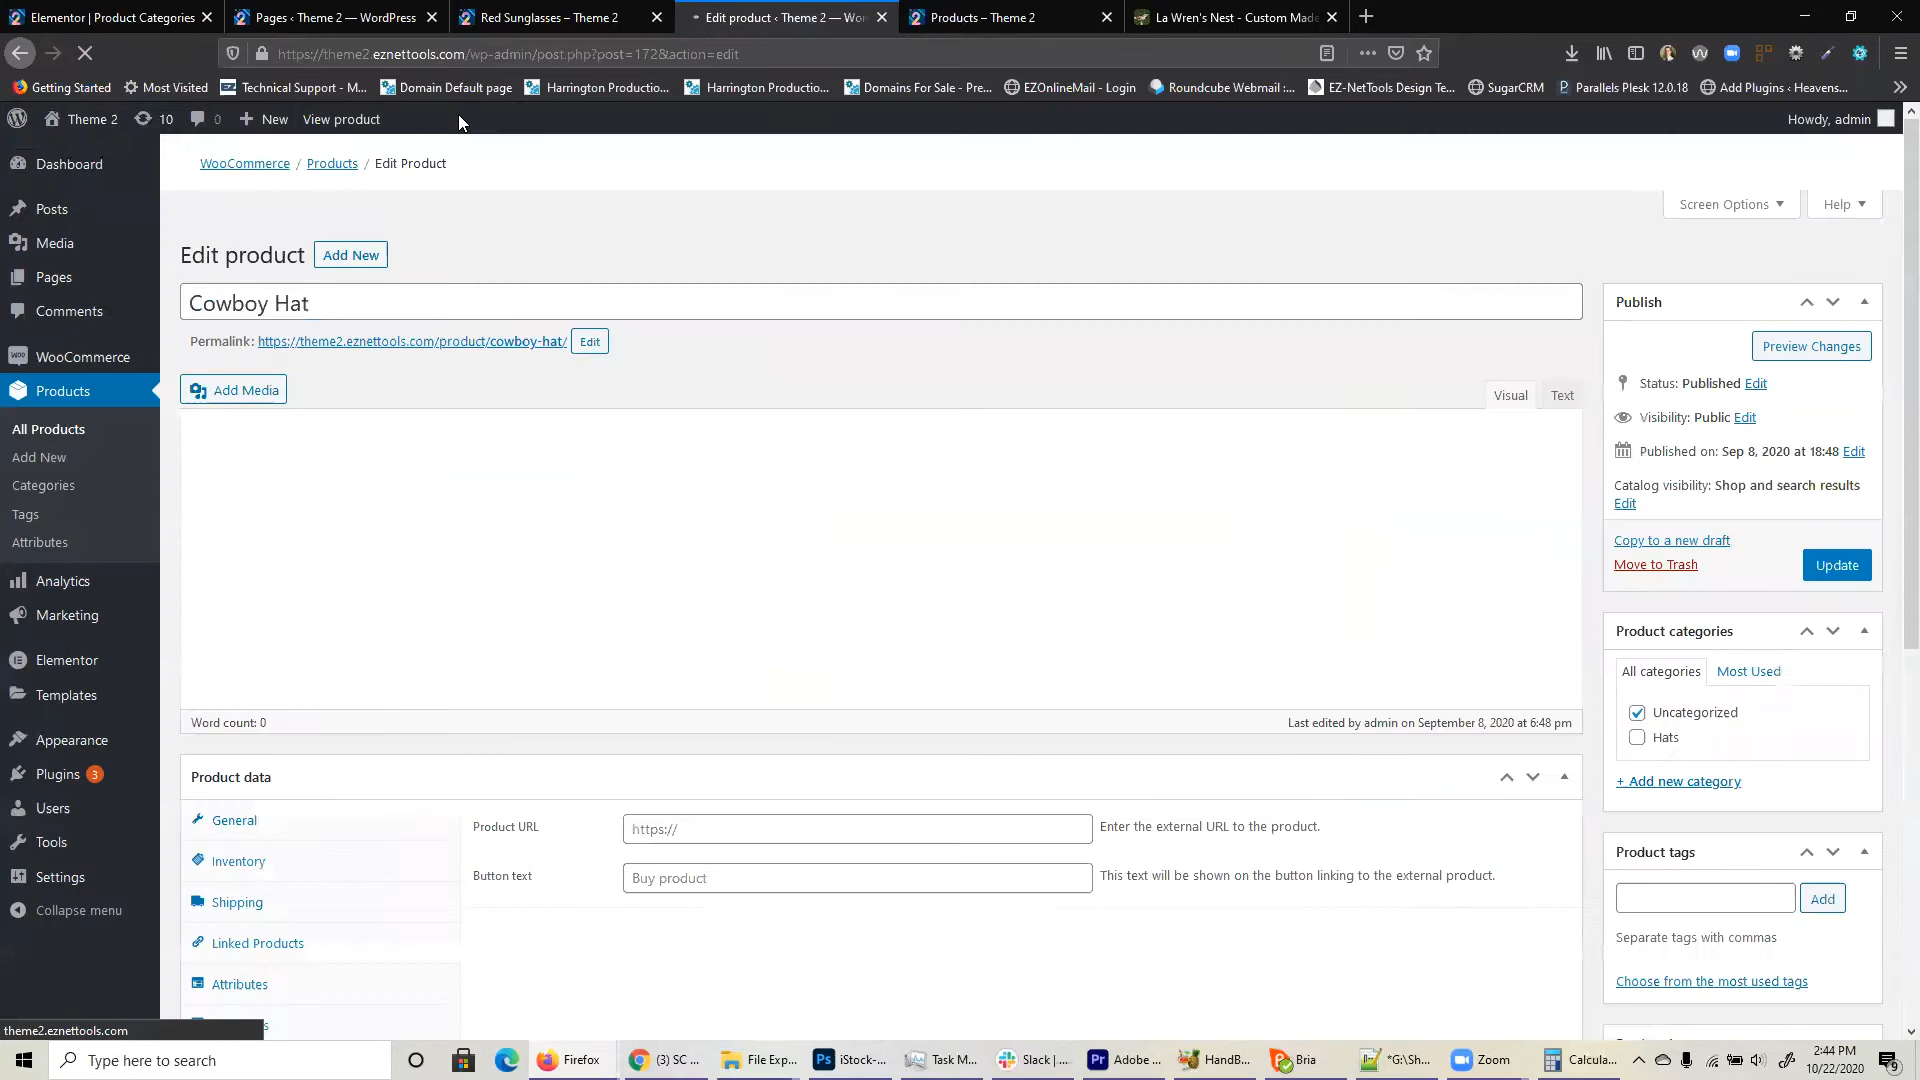 Elementor | Product Categories
Pages ‹ Theme 2 — WordPress
Red Sunglasses – Theme 2
Edit product ‹ Theme 2 — Wo
Products – Theme 2
La Wren's Nest - Custom Made
https://theme2.eznettools.com/wp-admin/post.php?post=172&action=edit
Getting Started
Most Visited
Technical Support - M...
Domain Default page
Harrington Productio...
Harrington Productio...
Domains For Sale - Pre...
EZOnlineMail - Login
Roundcube Webmail :...
EZ-NetTools Design Te...
SugarCRM
Parallels Plesk 12.0.18
Add Plugins ‹ Heavens...
Theme 2
10
0
New
View product
Howdy, admin
Dashboard
Posts
Media
Pages
Comments
WooCommerce
Products
All Products
Add New
Categories
Tags
Attributes
Analytics
Marketing
Elementor
Templates
Appearance
Plugins 3
Users
Tools
Settings
Collapse menu
theme2.eznettools.com
WooCommerce / Products / Edit Product
Screen Options
Help
Edit product
Add New
Cowboy Hat
Permalink: https://theme2.eznettools.com/product/cowboy-hat/ Edit
Add Media
Visual
Text
Word count: 0
Last edited by admin on September 8, 2020 at 6:48 pm
Product data
General
Inventory
Shipping
Linked Products
Attributes
Product URL
https://
Enter the external URL to the product.
Button text
Buy product
This text will be shown on the button linking to the external product.
Publish
Preview Changes
Status: Published Edit
Visibility: Public Edit
Published on: Sep 8, 2020 at 18:48 Edit
Catalog visibility: Shop and search results
Edit
Copy to a new draft
Move to Trash
Update
Product categories
All categories
Most Used
Uncategorized
Hats
+ Add new category
Product tags
Add
Separate tags with commas
Choose from the most used tags
Type here to search
Firefox
(3) SC ...
File Exp...
iStock-...
Task M...
Slack | ...
Adobe ...
HandB...
Bria
*G:\Sh...
Zoom
Calcula...
2:44 PM
10/22/2020
9